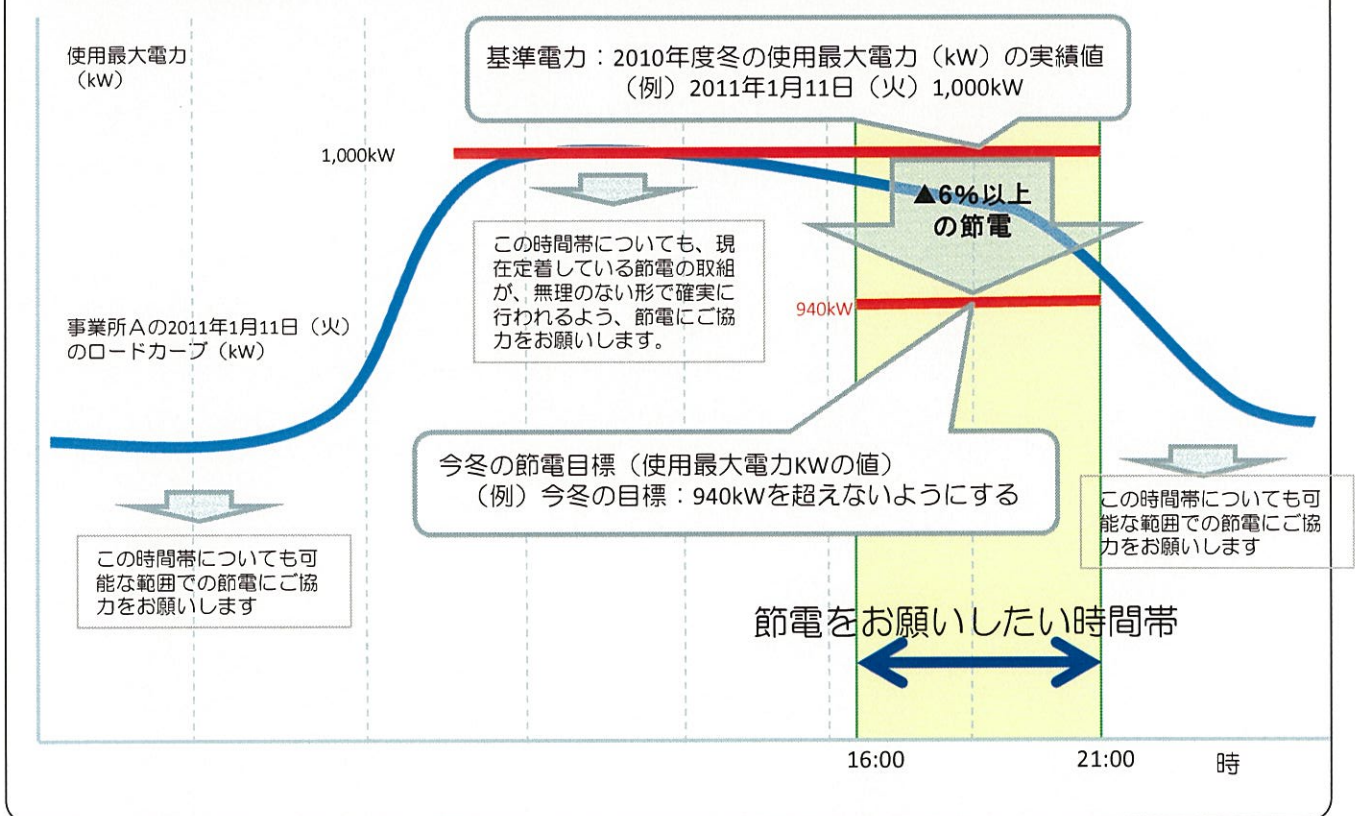 使用最大電力
（kW）
基準電力：2010年度冬の使用最大電力（kW）の実績値
（例）2011年1月11日（火）1,000kW
1,000kW
▲6%以上
の節電
この時間帯についても、現
在定着している節電の取組
が、無理のない形で確実に
行われるよう、節電にご協
力をお願いします。
940kW
事業所Ａの2011年1月11日（火）
のロードカーブ（kW）
今冬の節電目標（使用最大電力KWの値）
（例）今冬の目標：940kWを超えないようにする
この時間帯についても可
能な範囲での節電にご協
力をお願いします
この時間帯についても可
能な範囲での節電にご協
力をお願いします
節電をお願いしたい時間帯
16:00
21:00
時